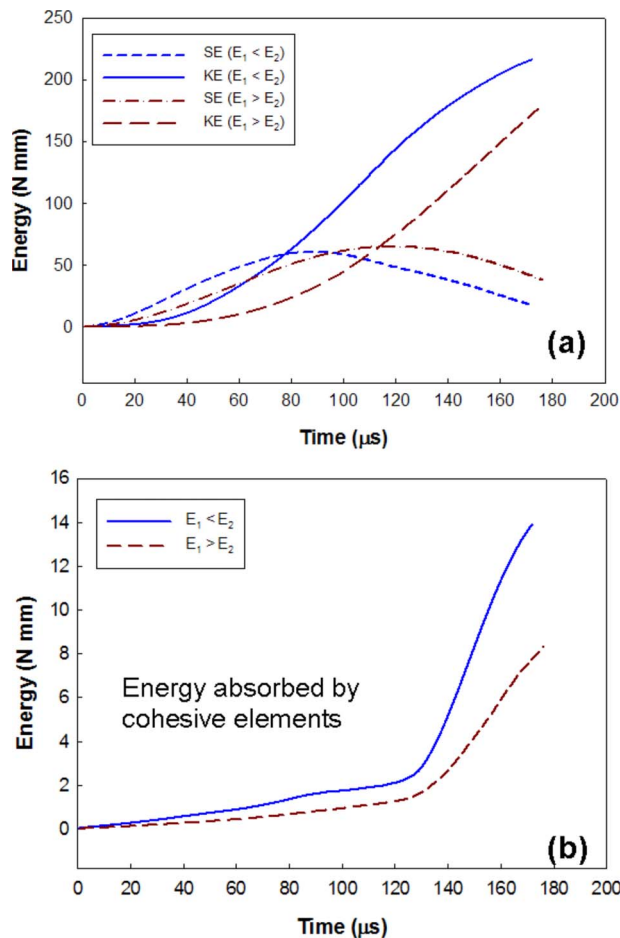 250
200
150
100
50
0
Energy (N mm)
SE (E₁ < E₂)
KE (E₁ < E₂)
SE (E₁ > E₂)
KE (E₁ > E₂)
(a)
0 20 40 60 80 100 120 140 160 180 200
Time (μs)
16
14
12
10
8
6
4
2
0
Energy (N mm)
E₁ < E₂
E₁ > E₂
Energy absorbed by
cohesive elements
(b)
0 20 40 60 80 100 120 140 160 180 200
Time (μs)